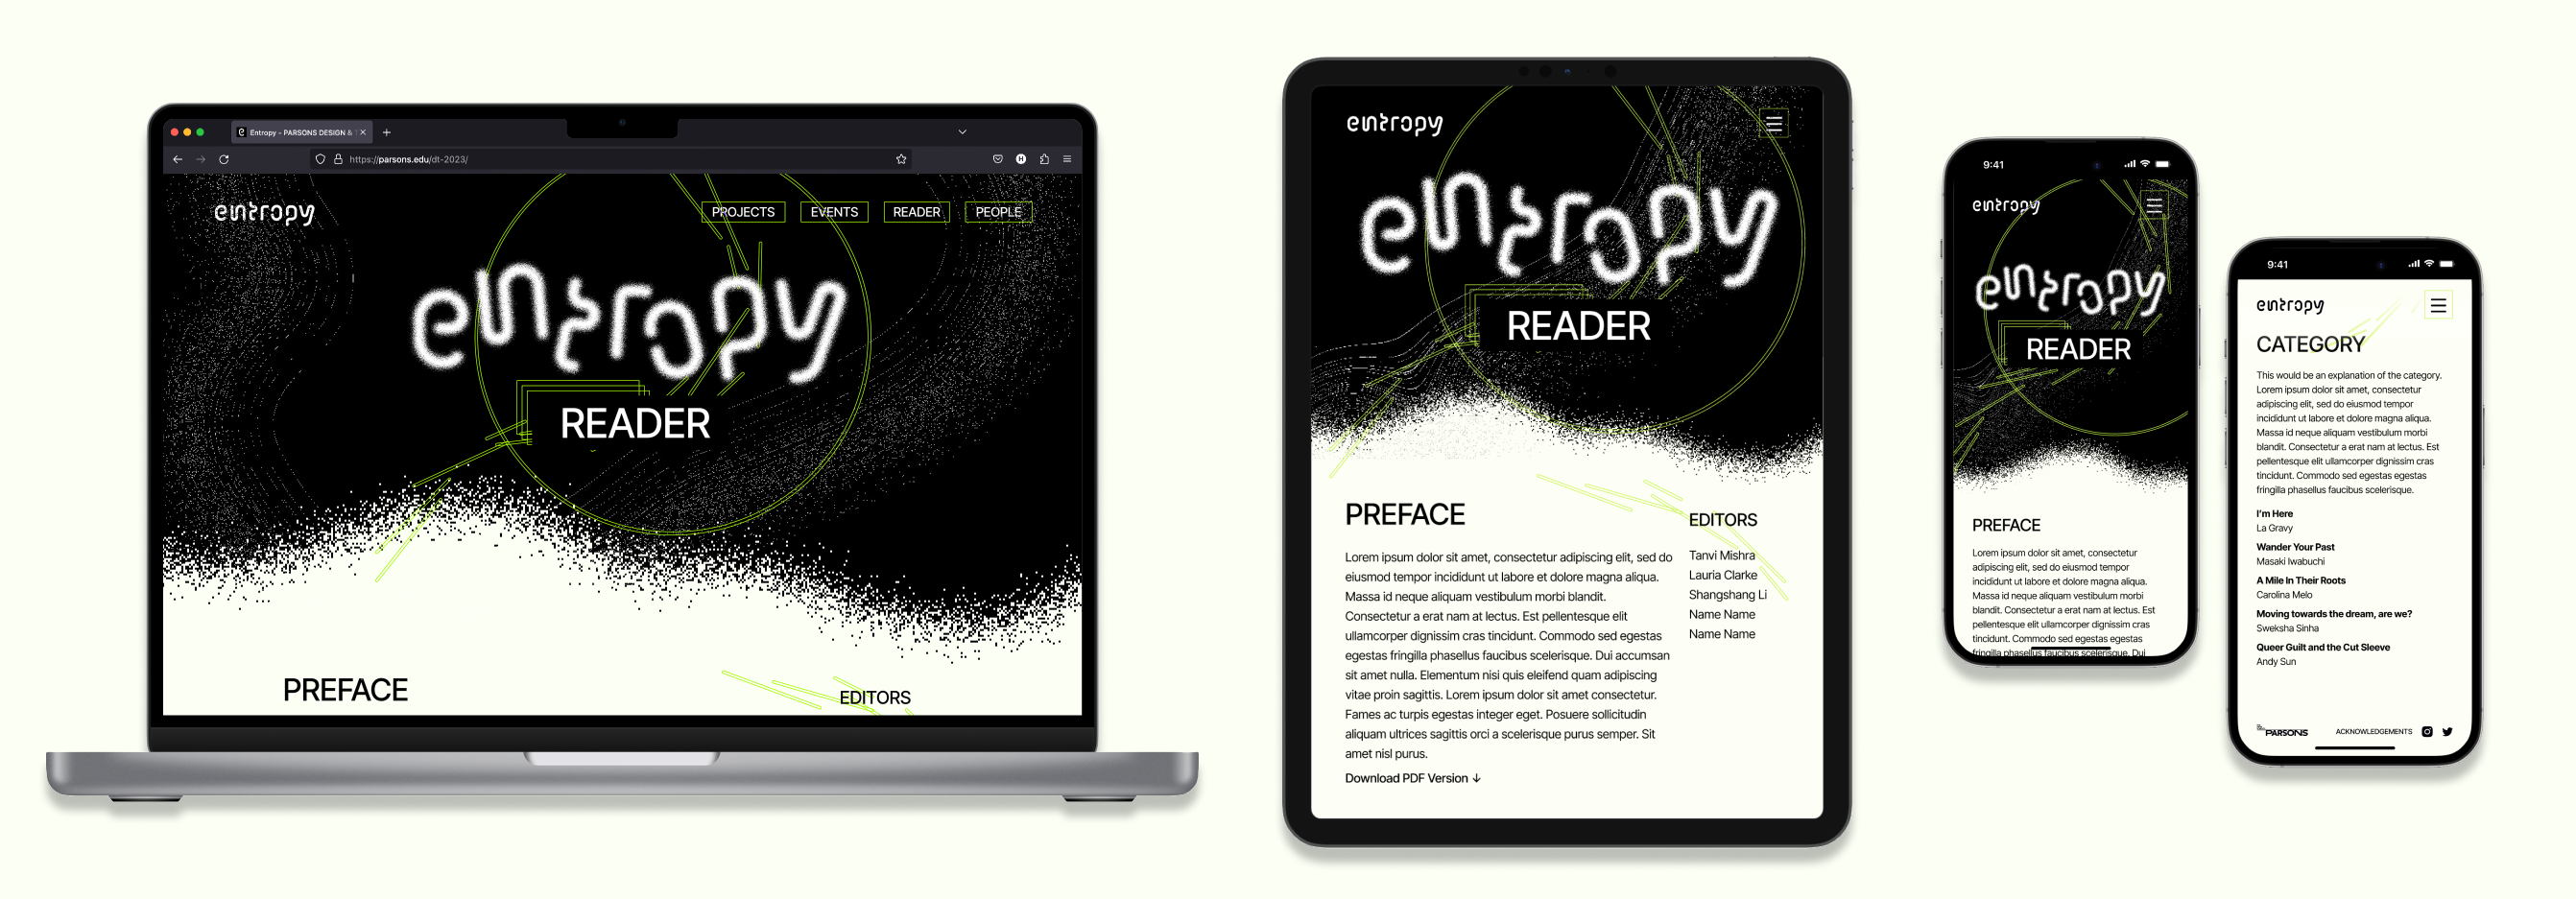 Entropy - PARSONS DESIGN &
https://parsons.edu/dt-2023/
entropy
PROJECTS
EVENTS
READER
PEOPLE
entropy
READER
PREFACE
EDITORS
entropy
entropy
READER
PREFACE
Lorem ipsum dolor sit amet, consectetur adipiscing elit, sed do
eiusmod tempor incididunt ut labore et dolore magna aliqua.
Massa id neque aliquam vestibulum morbi blandit.
Consectetur a erat nam at lectus. Est pellentesque elit
ullamcorper dignissim cras tincidunt. Commodo sed egestas
egestas fringilla phasellus faucibus scelerisque. Dui accumsan
sit amet nulla. Elementum nisi quis eleifend quam adipiscing
vitae proin sagittis. Lorem ipsum dolor sit amet consectetur.
Fames ac turpis egestas integer eget. Posuere sollicitudin
aliquam ultrices sagittis orci a scelerisque purus semper. Sit
amet nisl purus.
Download PDF Version ↓
EDITORS
Tanvi Mishra
Lauria Clarke
Shangshang Li
Name Name
Name Name
9:41
entropy
entropy
READER
PREFACE
Lorem ipsum dolor sit amet, consectetur
adipiscing elit, sed do eiusmod tempor
incididunt ut labore et dolore magna aliqua.
Massa id neque aliquam vestibulum morbi
blandit. Consectetur a erat nam at lectus. Est
pellentesque elit ullamcorper dignissim cras
tincidunt. Commodo sed egestas egestas
fringilla phasellus faucibus scelerisque. Dui
9:41
entropy
CATEGORY
This would be an explanation of the category.
Lorem ipsum dolor sit amet, consectetur
adipiscing elit, sed do eiusmod tempor
incididunt ut labore et dolore magna aliqua.
Massa id neque aliquam vestibulum morbi
blandit. Consectetur a erat nam at lectus. Est
pellentesque elit ullamcorper dignissim cras
tincidunt. Commodo sed egestas egestas
fringilla phasellus faucibus scelerisque.
I'm Here
La Gravy
Wander Your Past
Masaki Iwabuchi
A Mile In Their Roots
Carolina Melo
Moving towards the dream, are we?
Sweksha Sinha
Queer Guilt and the Cut Sleeve
Andy Sun
PARSONS
ACKNOWLEDGEMENTS